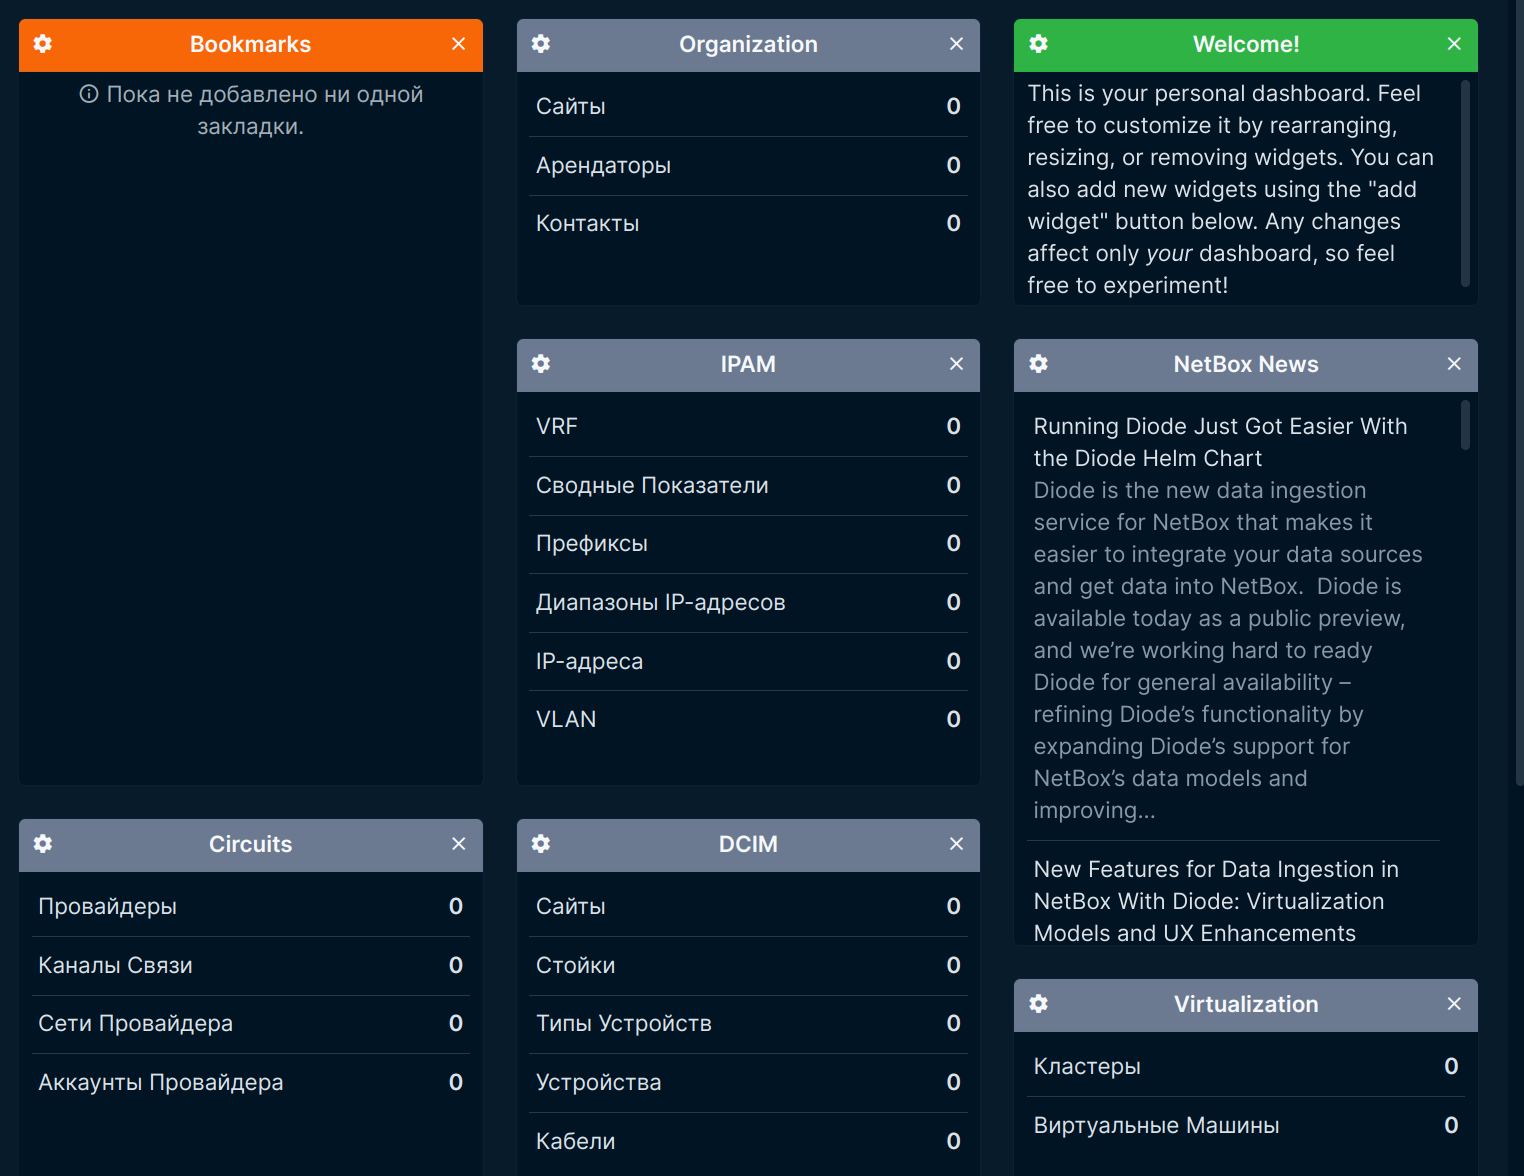 Bookmarks
Пока не добавлено ни одной
закладки.
Organization
Сайты 0
Арендаторы 0
Контакты 0
Welcome!
This is your personal dashboard. Feel
free to customize it by rearranging,
resizing, or removing widgets. You can
also add new widgets using the "add
widget" button below. Any changes
affect only your dashboard, so feel
free to experiment!
IPAM
VRF 0
Сводные Показатели 0
Префиксы 0
Диапазоны IP-адресов 0
IP-адреса 0
VLAN 0
NetBox News
Running Diode Just Got Easier With
the Diode Helm Chart
Diode is the new data ingestion
service for NetBox that makes it
easier to integrate your data sources
and get data into NetBox.  Diode is
available today as a public preview,
and we’re working hard to ready
Diode for general availability –
refining Diode’s functionality by
expanding Diode’s support for
NetBox’s data models and
improving...
New Features for Data Ingestion in
NetBox With Diode: Virtualization
Models and UX Enhancements
Circuits
Провайдеры 0
Каналы Связи 0
Сети Провайдера 0
Аккаунты Провайдера 0
DCIM
Сайты 0
Стойки 0
Типы Устройств 0
Устройства 0
Кабели 0
Virtualization
Кластеры 0
Виртуальные Машины 0